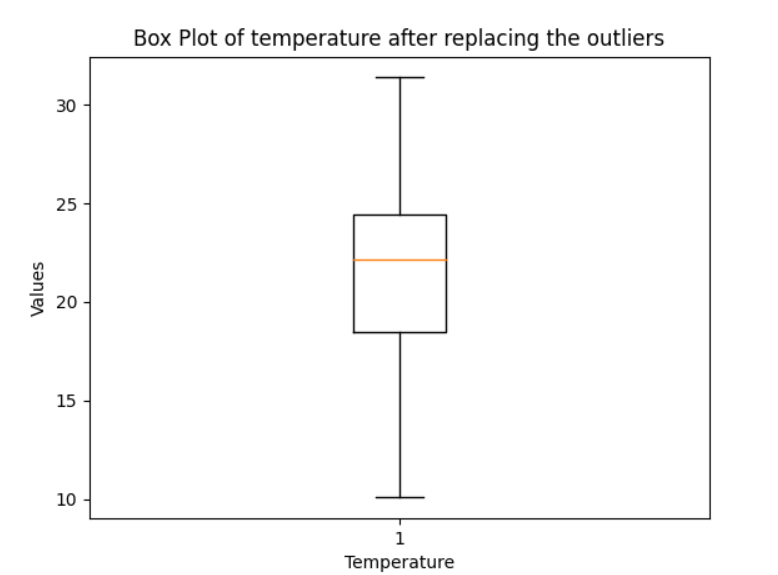 Box Plot of temperature after replacing the outliers
30
25
20
15
10
Values
1
Temperature